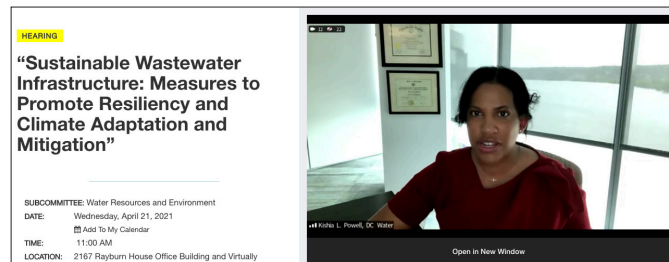 HEARING
“Sustainable Wastewater
Infrastructure: Measures to
Promote Resiliency and
Climate Adaptation and
Mitigation”
SUBCOMMITTEE: Water Resources and Environment
DATE: Wednesday, April 21, 2021
Add To My Calendar
TIME: 11:00 AM
LOCATION: 2167 Rayburn House Office Building and Virtually
Kishia L. Powell, DC Water
Open in New Window